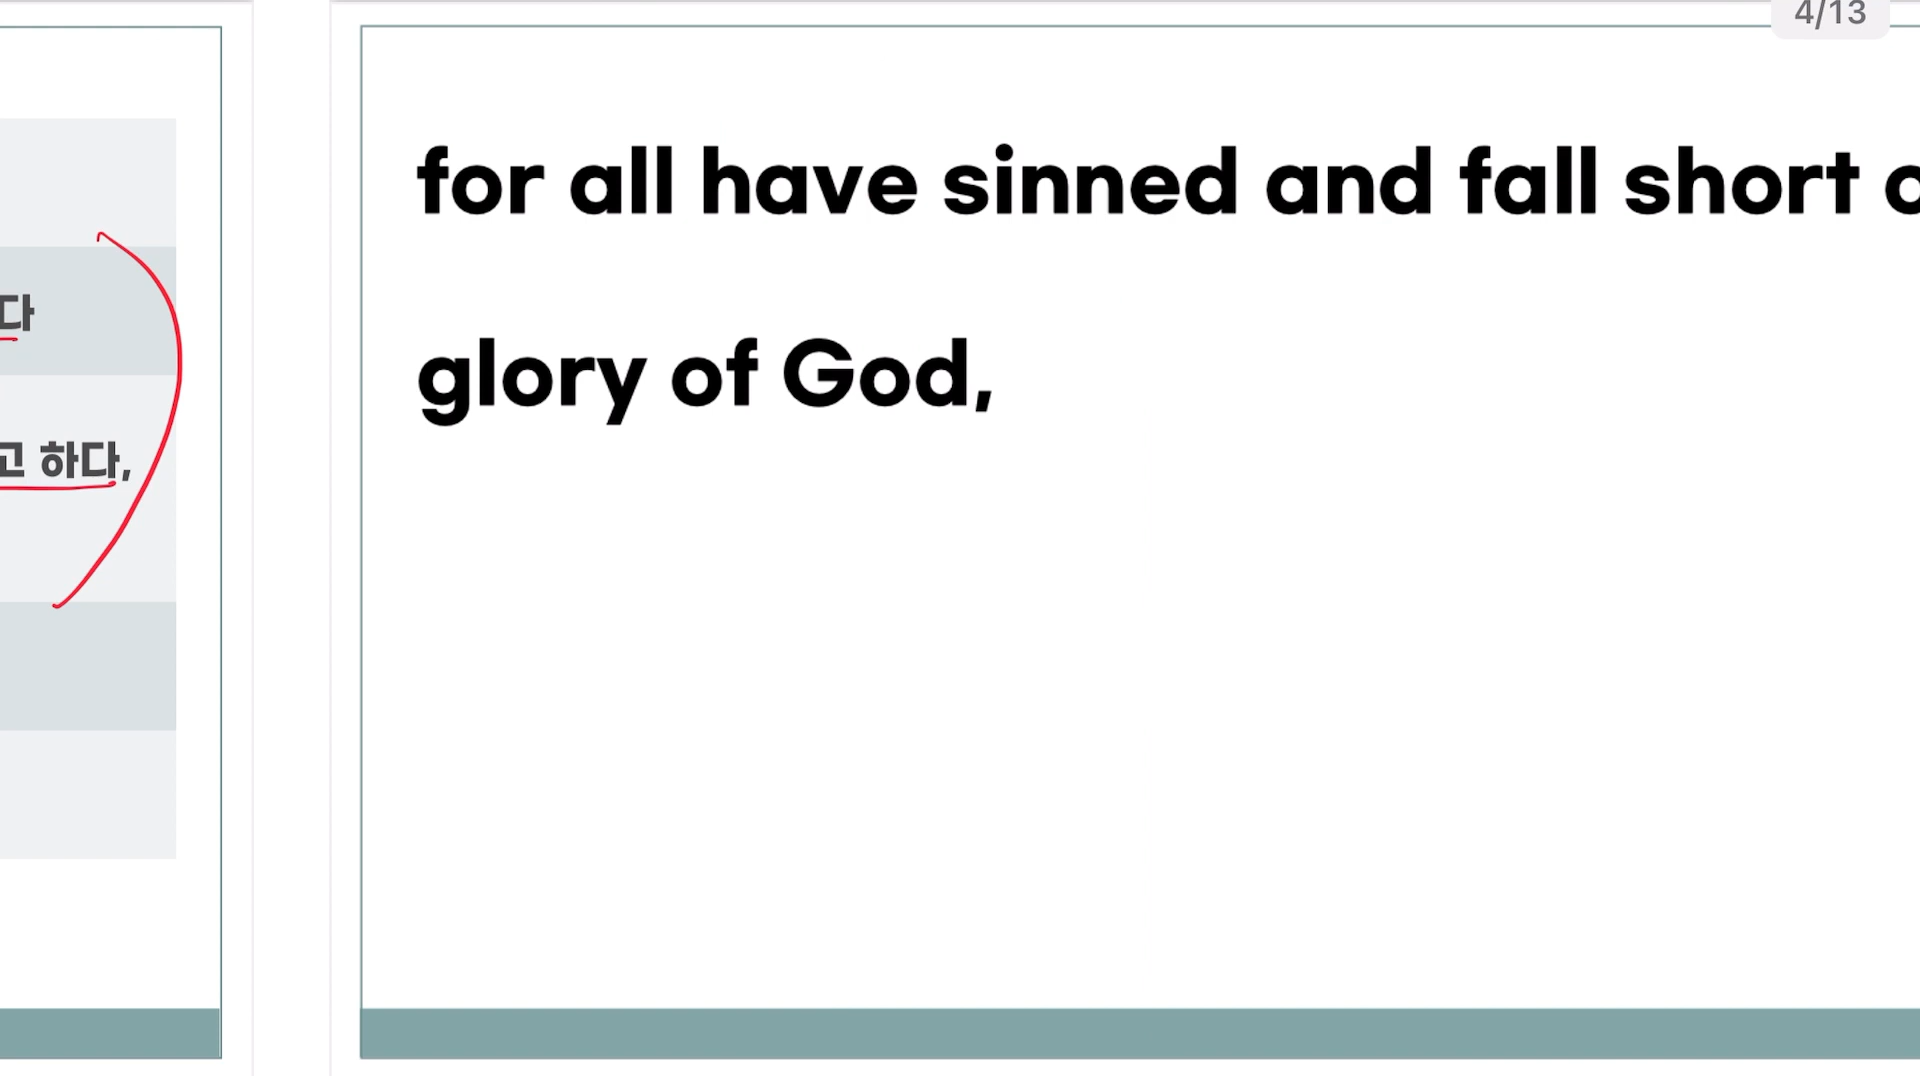 4/13
다
고 하다,
for all have sinned and fall short
glory of God,